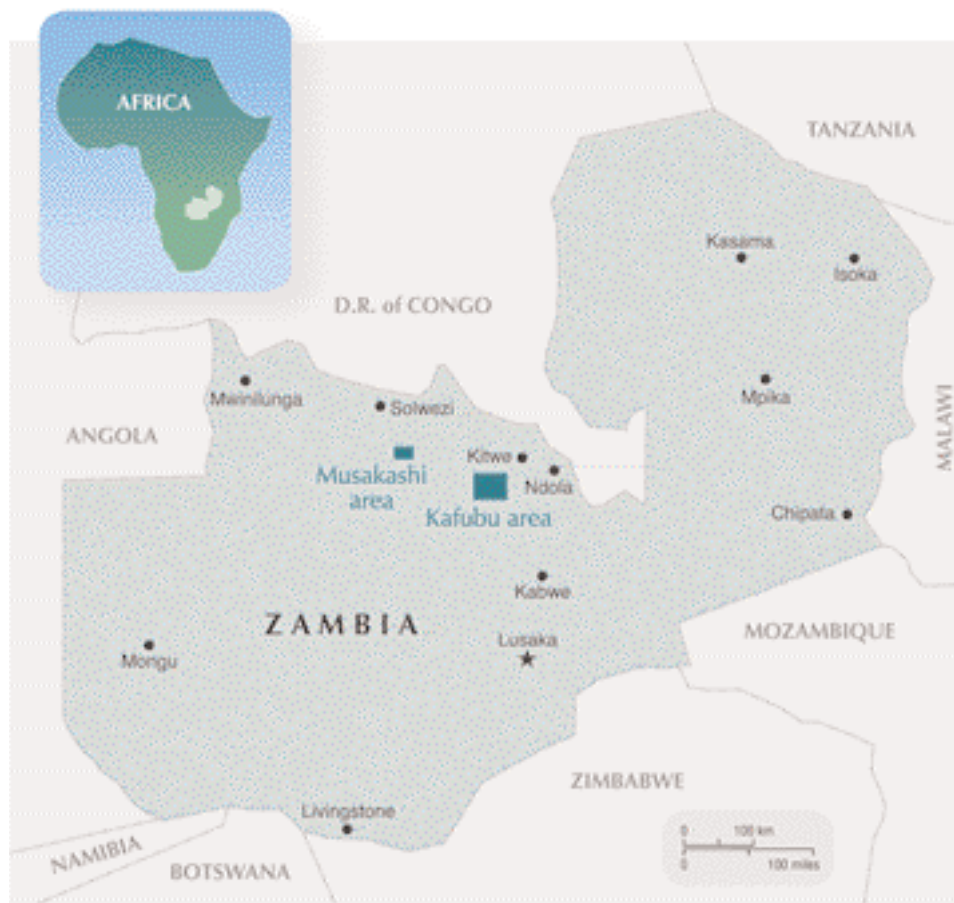 AFRICA
TANZANIA
Kasama
Isoka
D.R. of CONGO
Mwinilunga
Solwezi
Mpika
MALAWI
ANGOLA
Kitwe
Musakashi
area
Ndola
Kafubu area
Chipata
Kabwe
ZAMBIA
Lusaka
MOZAMBIQUE
Mongu
ZIMBABWE
Livingstone
0 100 km
0 100 miles
NAMIBIA
BOTSWANA